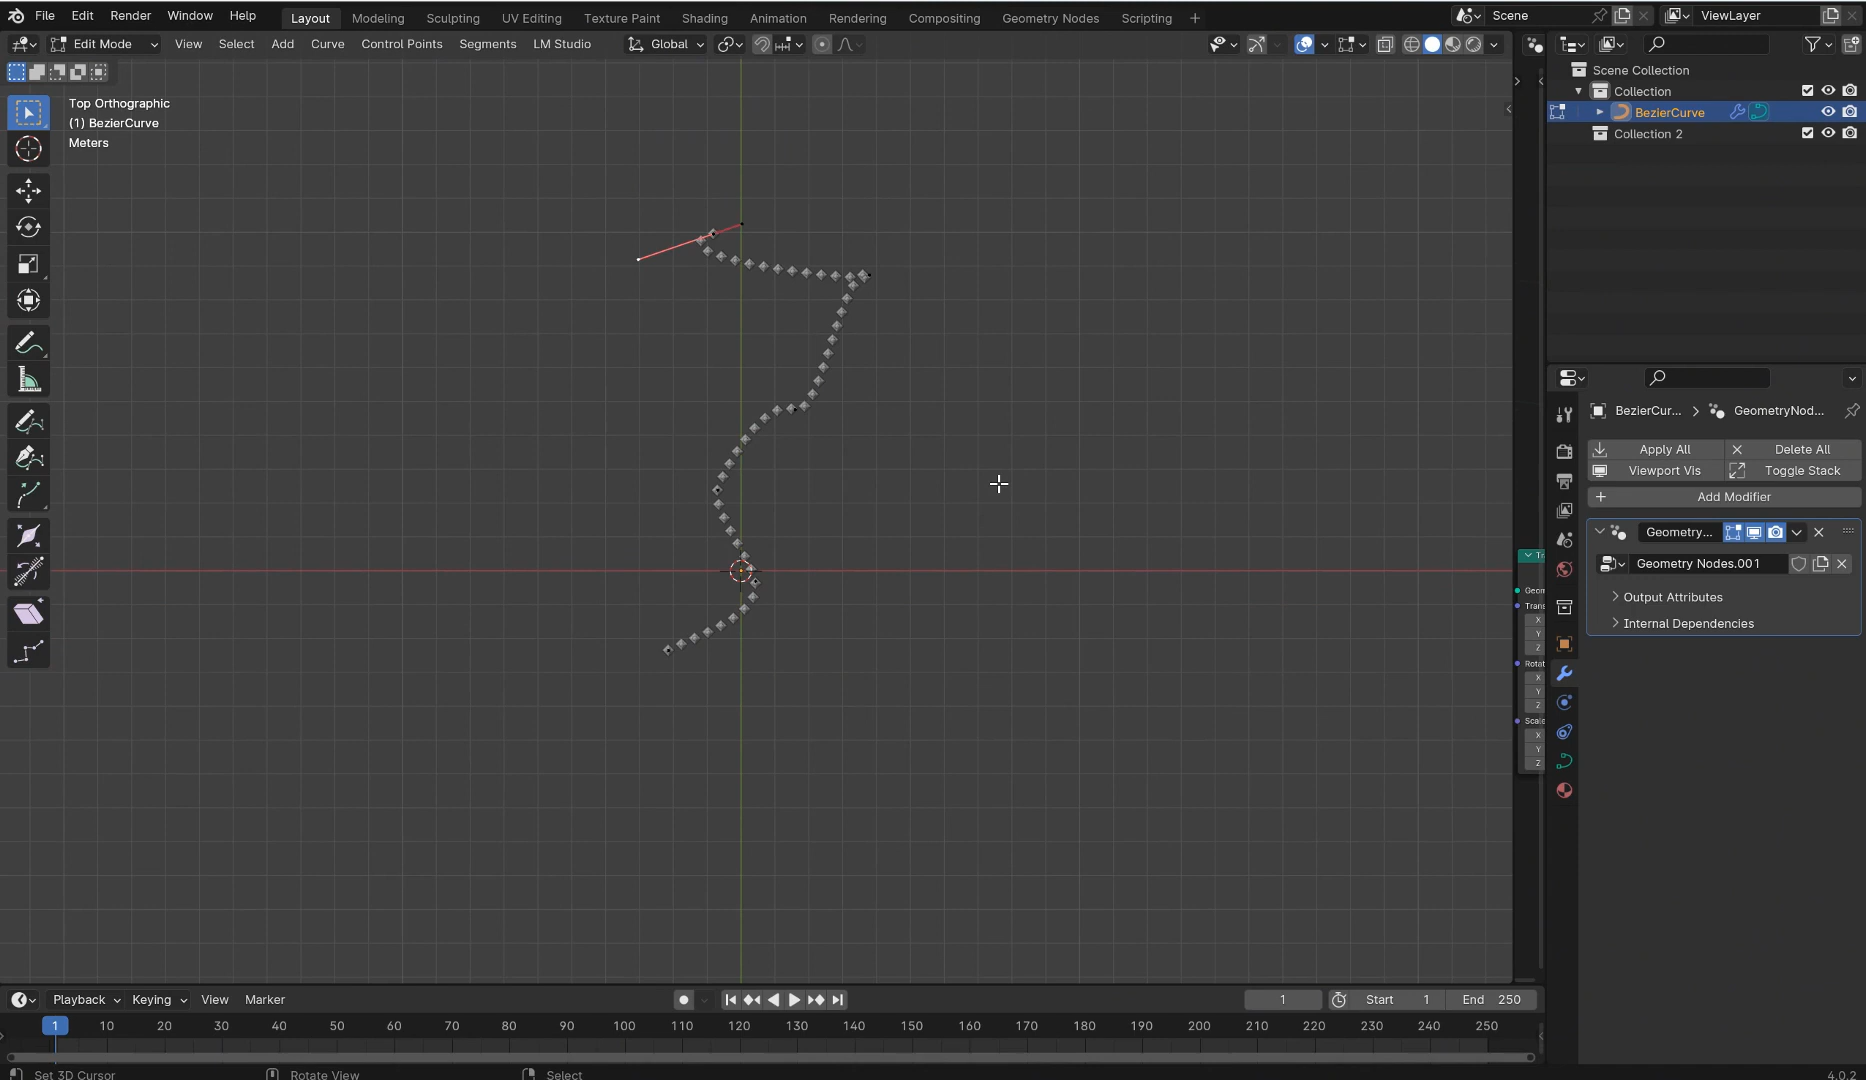 File Edit Render Window Help Layout Modeling Sculpting UV Editing Texture Paint Shading Animation Rendering Compositing Geometry Nodes Scripting + Scene ViewLayer
Edit Mode View Select Add Curve Control Points Segments LM Studio Global
Top Orthographic
(1) BezierCurve
Meters
Scene Collection
Collection
BezierCurve
Collection 2
BezierCur... > GeometryNod...
Apply All Delete All
Viewport Vis Toggle Stack
Add Modifier
Geometry...
Geometry Nodes.001
Output Attributes
Internal Dependencies
Geom
Trans
X
Y
Z
Rotat
X
Y
Z
Scale
X
Y
Z
Playback Keying View Marker 1 Start 1 End 250
1 10 20 30 40 50 60 70 80 90 100 110 120 130 140 150 160 170 180 190 200 210 220 230 240 250
Set 3D Cursor Rotate View Select 4.0.2